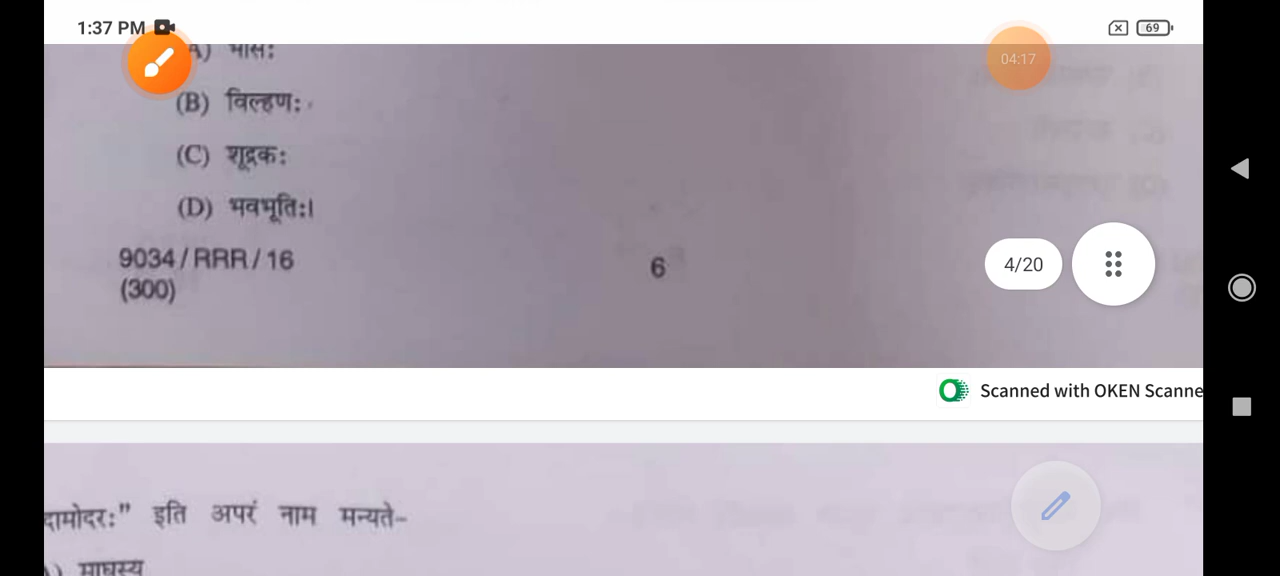 1:37 PM
69
A) भासः
04:17
(B) विल्हणः
(C) शूद्रकः
(D) भवभूतिः।
9034/RRR/16
(300)
6
4/20
Scanned with OKEN Scanne
दामोदरः" इति अपरं नाम मन्यते-
) माघस्य